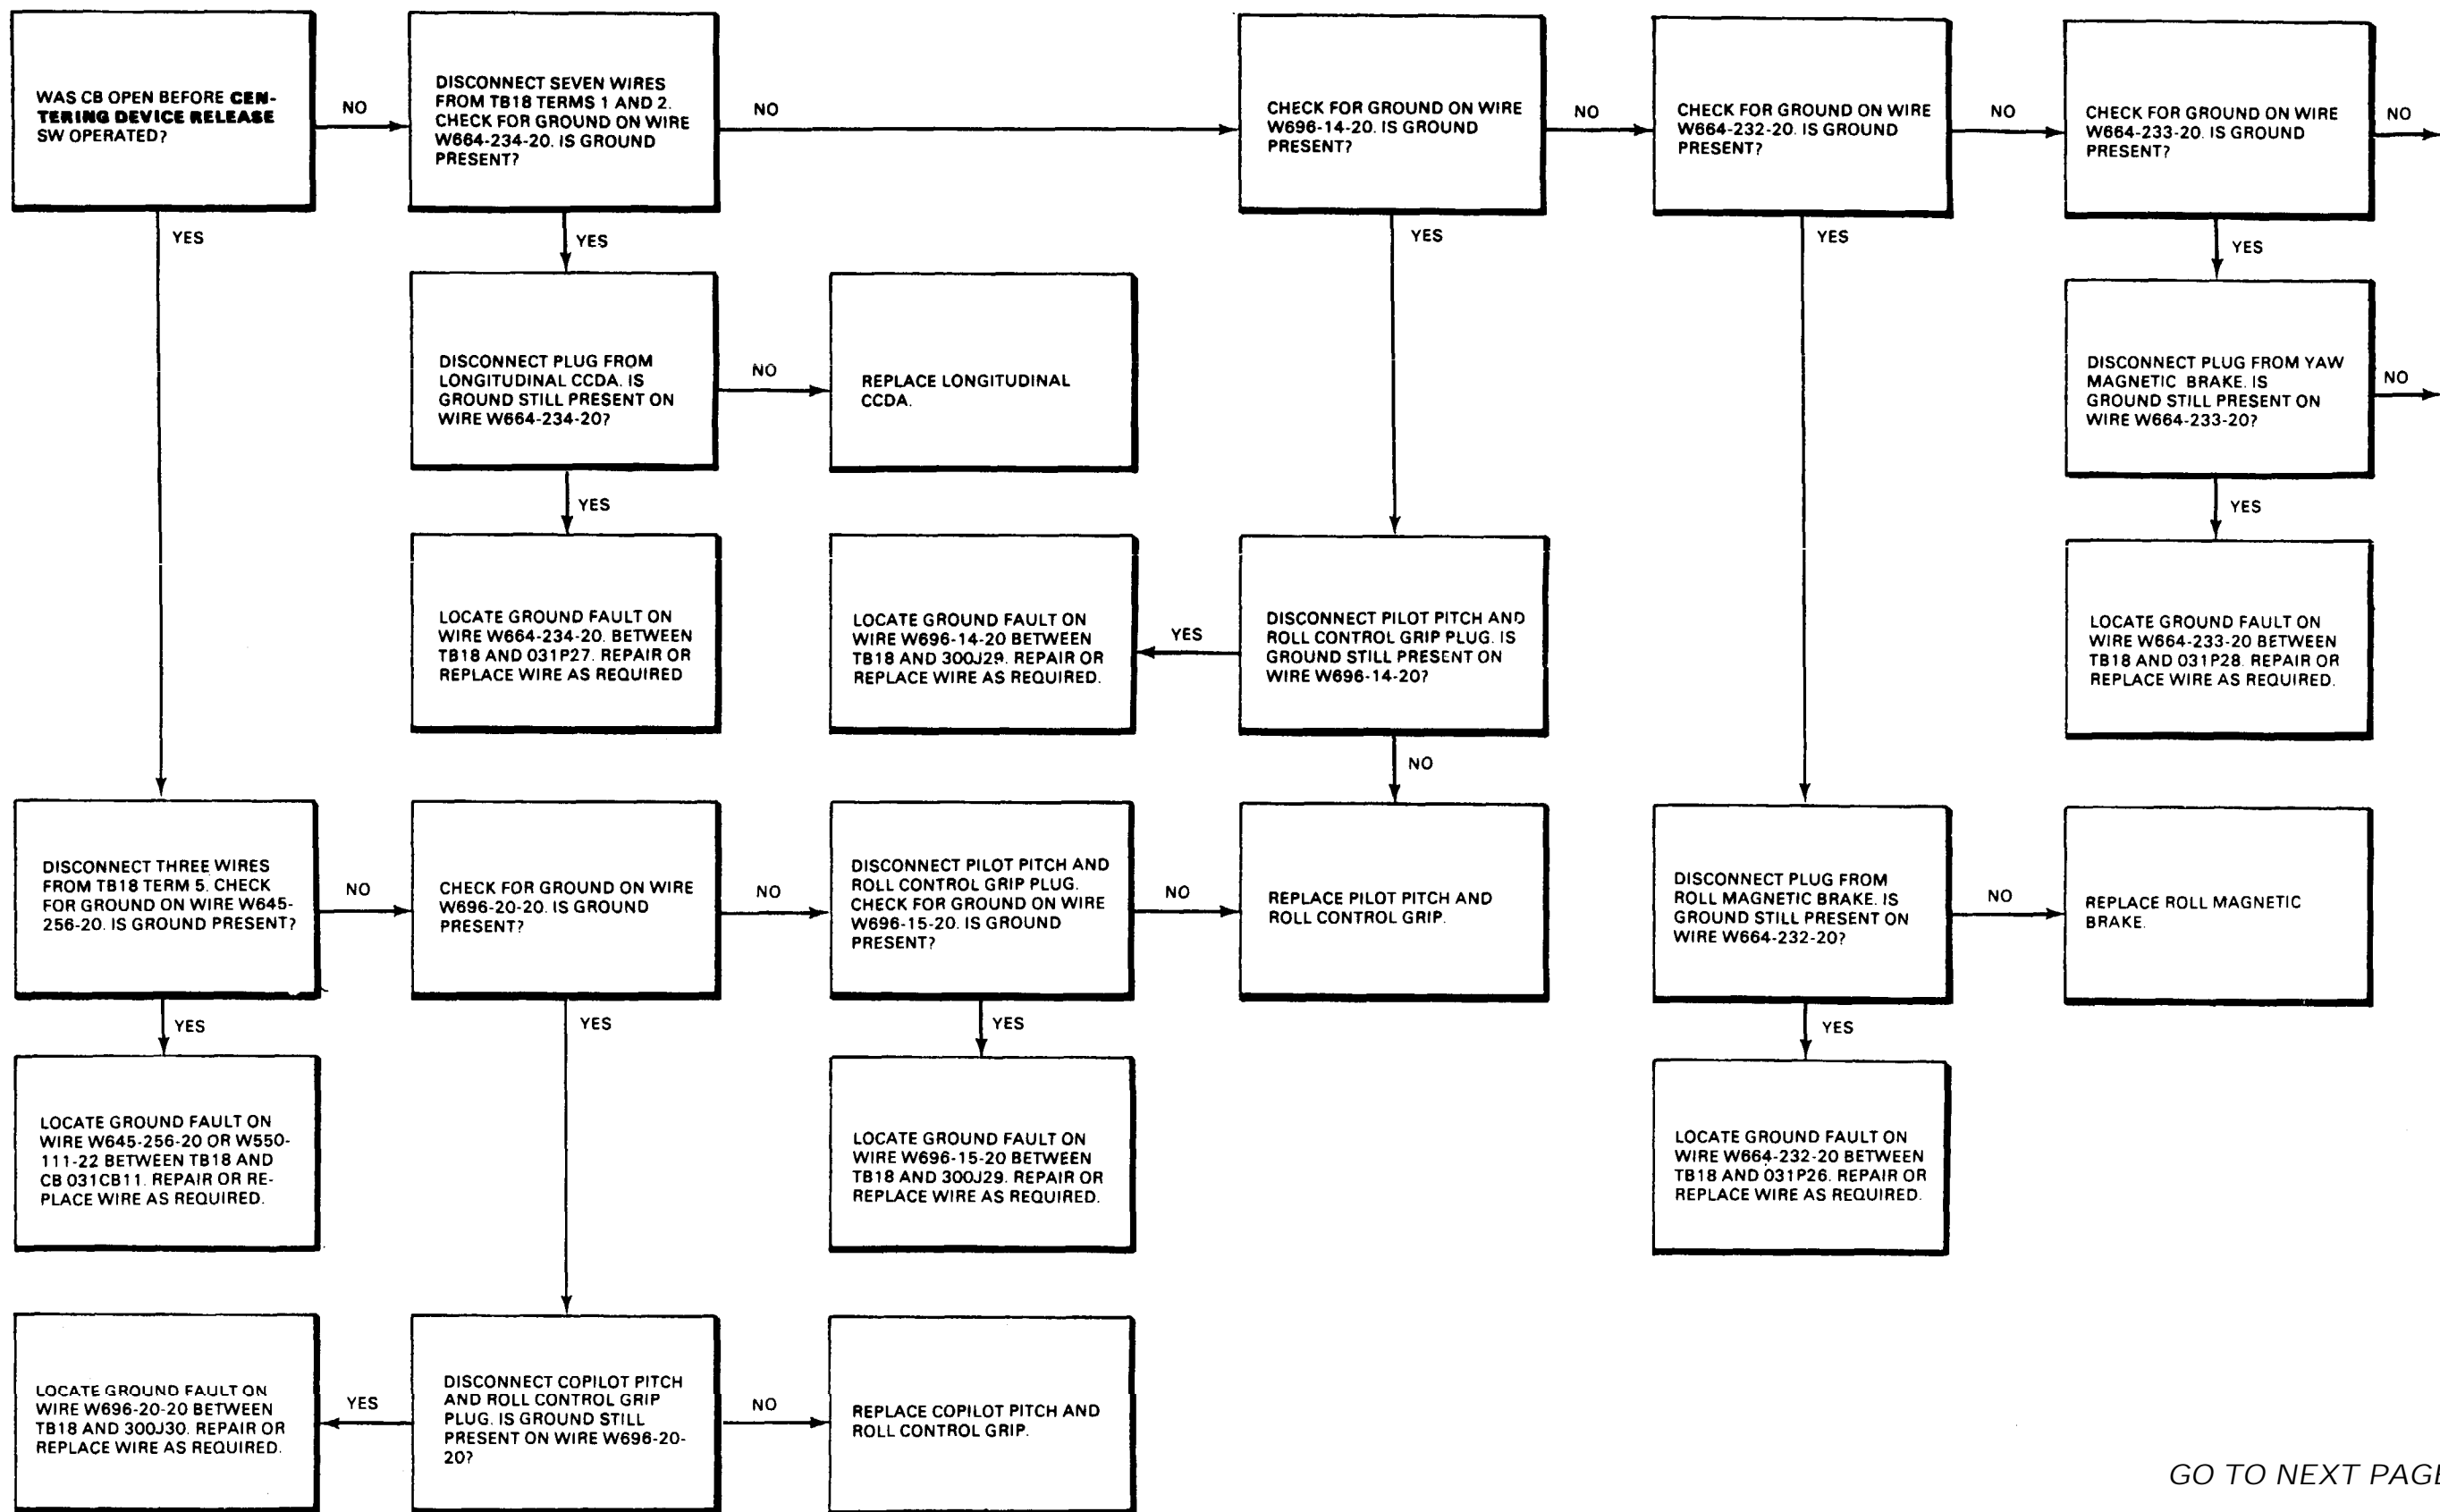 WAS CB OPEN BEFORE CEN-
TERING DEVICE RELEASE
SW OPERATED?
NO
YES
DISCONNECT SEVEN WIRES
FROM TB18 TERMS 1 AND 2.
CHECK FOR GROUND ON WIRE
W664-234-20. IS GROUND
PRESENT?
NO
YES
CHECK FOR GROUND ON WIRE
W696-14-20. IS GROUND
PRESENT?
NO
YES
CHECK FOR GROUND ON WIRE
W664-232-20. IS GROUND
PRESENT?
NO
YES
CHECK FOR GROUND ON WIRE
W664-233-20. IS GROUND
PRESENT?
NO
YES
DISCONNECT PLUG FROM
LONGITUDINAL CCDA. IS
GROUND STILL PRESENT ON
WIRE W664-234-20?
NO
YES
REPLACE LONGITUDINAL
CCDA.
DISCONNECT PLUG FROM YAW
MAGNETIC BRAKE. IS
GROUND STILL PRESENT ON
WIRE W664-233-20?
NO
YES
LOCATE GROUND FAULT ON
WIRE W664-234-20. BETWEEN
TB18 AND 031P27. REPAIR OR
REPLACE WIRE AS REQUIRED
LOCATE GROUND FAULT ON
WIRE W696-14-20 BETWEEN
TB18 AND 300J29. REPAIR OR
REPLACE WIRE AS REQUIRED.
YES
DISCONNECT PILOT PITCH AND
ROLL CONTROL GRIP PLUG. IS
GROUND STILL PRESENT ON
WIRE W696-14-20?
NO
LOCATE GROUND FAULT ON
WIRE W664-233-20 BETWEEN
TB18 AND 031P28. REPAIR OR
REPLACE WIRE AS REQUIRED.
DISCONNECT THREE WIRES
FROM TB18 TERM 5. CHECK
FOR GROUND ON WIRE W645-
256-20. IS GROUND PRESENT?
NO
YES
CHECK FOR GROUND ON WIRE
W696-20-20. IS GROUND
PRESENT?
NO
YES
DISCONNECT PILOT PITCH AND
ROLL CONTROL GRIP PLUG.
CHECK FOR GROUND ON WIRE
W696-15-20. IS GROUND
PRESENT?
NO
YES
REPLACE PILOT PITCH AND
ROLL CONTROL GRIP.
DISCONNECT PLUG FROM
ROLL MAGNETIC BRAKE. IS
GROUND STILL PRESENT ON
WIRE W664-232-20?
NO
YES
REPLACE ROLL MAGNETIC
BRAKE.
LOCATE GROUND FAULT ON
WIRE W645-256-20 OR W550-
111-22 BETWEEN TB18 AND
CB 031CB11. REPAIR OR RE-
PLACE WIRE AS REQUIRED.
LOCATE GROUND FAULT ON
WIRE W696-15-20 BETWEEN
TB18 AND 300J29. REPAIR OR
REPLACE WIRE AS REQUIRED.
LOCATE GROUND FAULT ON
WIRE W664-232-20 BETWEEN
TB18 AND 031P26. REPAIR OR
REPLACE WIRE AS REQUIRED.
LOCATE GROUND FAULT ON
WIRE W696-20-20 BETWEEN
TB18 AND 300J30. REPAIR OR
REPLACE WIRE AS REQUIRED.
YES
DISCONNECT COPILOT PITCH
AND ROLL CONTROL GRIP
PLUG. IS GROUND STILL
PRESENT ON WIRE W696-20-
20?
NO
REPLACE COPILOT PITCH AND
ROLL CONTROL GRIP.
GO TO NEXT PAGE